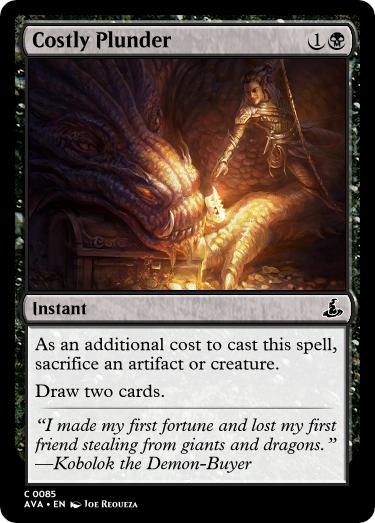 Costly Plunder 1
Instant
As an additional cost to cast this spell,
sacrifice an artifact or creature.
Draw two cards.
“I made my first fortune and lost my first
friend stealing from giants and dragons.”
—Kobolok the Demon-Buyer
C 0085
AVA • EN Joe Requeza